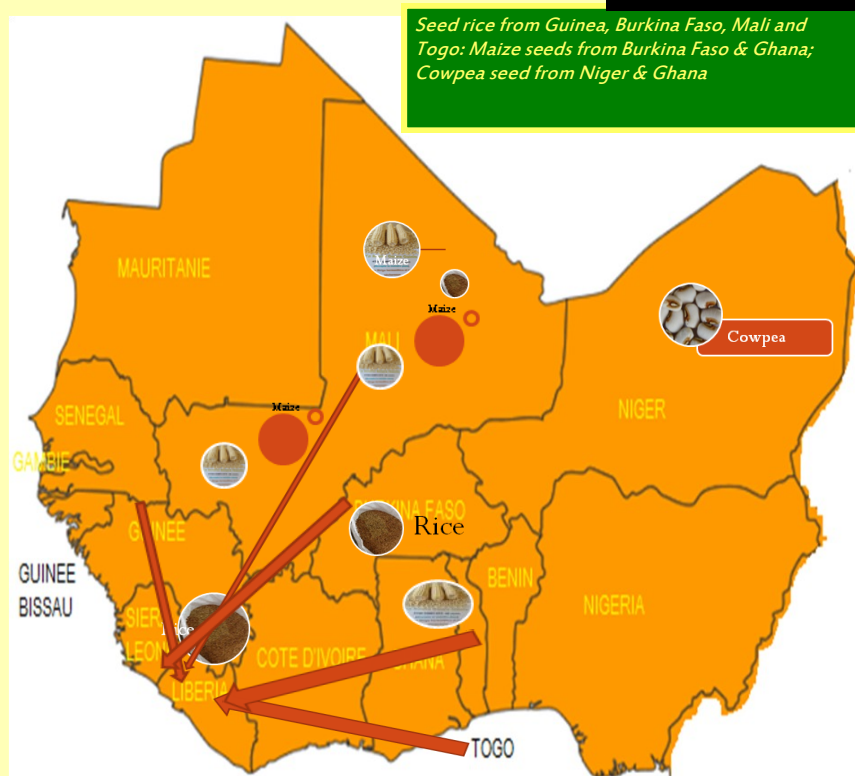 Seed rice from Guinea, Burkina Faso, Mali and
Togo: Maize seeds from Burkina Faso & Ghana;
Cowpea seed from Niger & Ghana
MAURITANIE
Maize
Maize
MALI
Cowpea
NIGER
Maize
SENEGAL
GAMBIE
Rice
GUINEE
GUINEE
BISSAU
BENIN
NIGERIA
Rice
COTE D'IVOIRE
GHANA
LIBERIA
TOGO